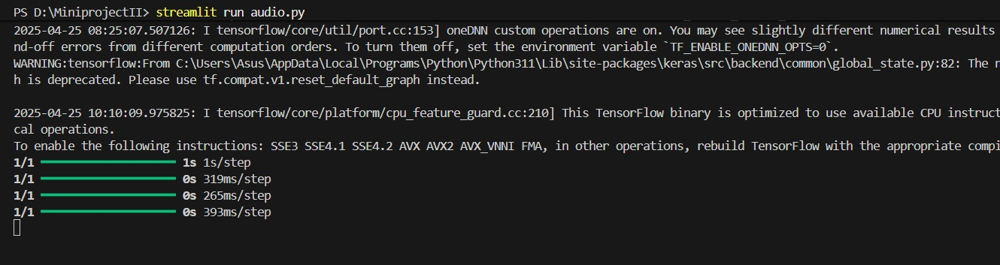 PS D:\MiniprojectII> streamlit run audio.py
2025-04-25 08:25:07.507126: I tensorflow/core/util/port.cc:153] oneDNN custom operations are on. You may see slightly different numerical results
nd-off errors from different computation orders. To turn them off, set the environment variable `TF_ENABLE_ONEDNN_OPTS=0`.
WARNING:tensorflow:From C:\Users\Asus\AppData\Local\Programs\Python\Python311\Lib\site-packages\keras\src\backend\common\global_state.py:82: The n
h is deprecated. Please use tf.compat.v1.reset_default_graph instead.
2025-04-25 10:10:09.975825: I tensorflow/core/platform/cpu_feature_guard.cc:210] This TensorFlow binary is optimized to use available CPU instruct
cal operations.
To enable the following instructions: SSE3 SSE4.1 SSE4.2 AVX AVX2 AVX_VNNI FMA, in other operations, rebuild TensorFlow with the appropriate compi
1/1 1s 1s/step
1/1 0s 319ms/step
1/1 0s 265ms/step
1/1 0s 393ms/step